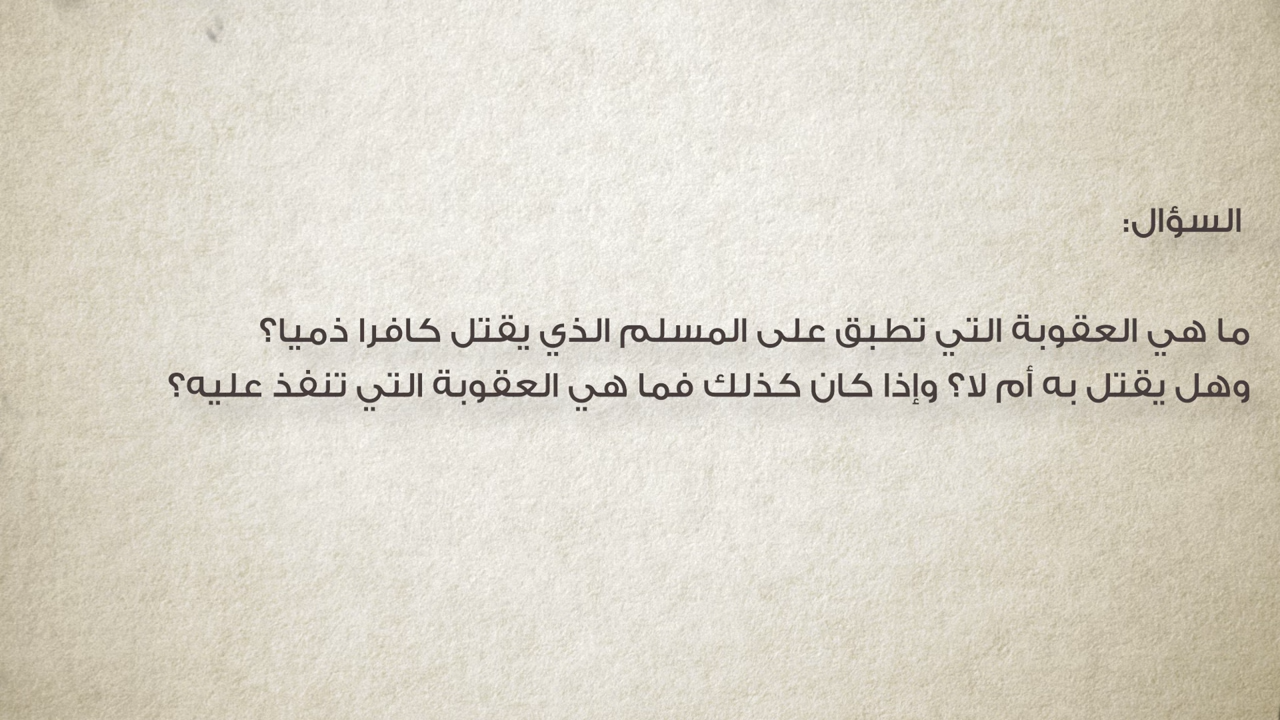 السؤال:
ما هي العقوبة التي تطبق على المسلم الذي يقتل كافرا ذميا؟
وهل يقتل به أم لا؟ وإذا كان كذلك فما هي العقوبة التي تنفذ عليه؟